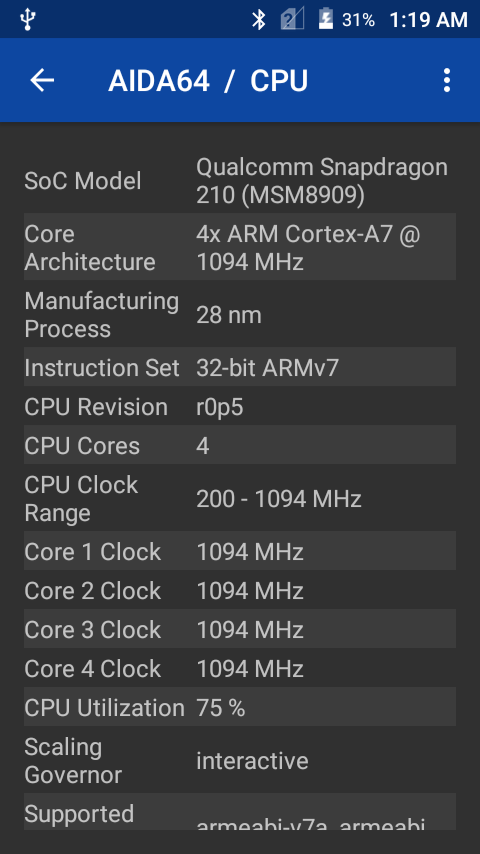 31% 1:19 AM
AIDA64 / CPU
SoC Model
Qualcomm Snapdragon
210 (MSM8909)
Core
Architecture
4x ARM Cortex-A7 @
1094 MHz
Manufacturing
Process
28 nm
Instruction Set 32-bit ARMv7
CPU Revision r0p5
CPU Cores 4
CPU Clock
Range
200 - 1094 MHz
Core 1 Clock 1094 MHz
Core 2 Clock 1094 MHz
Core 3 Clock 1094 MHz
Core 4 Clock 1094 MHz
CPU Utilization 75 %
Scaling
Governor
interactive
Supported
armeabi-v7a, armeabi